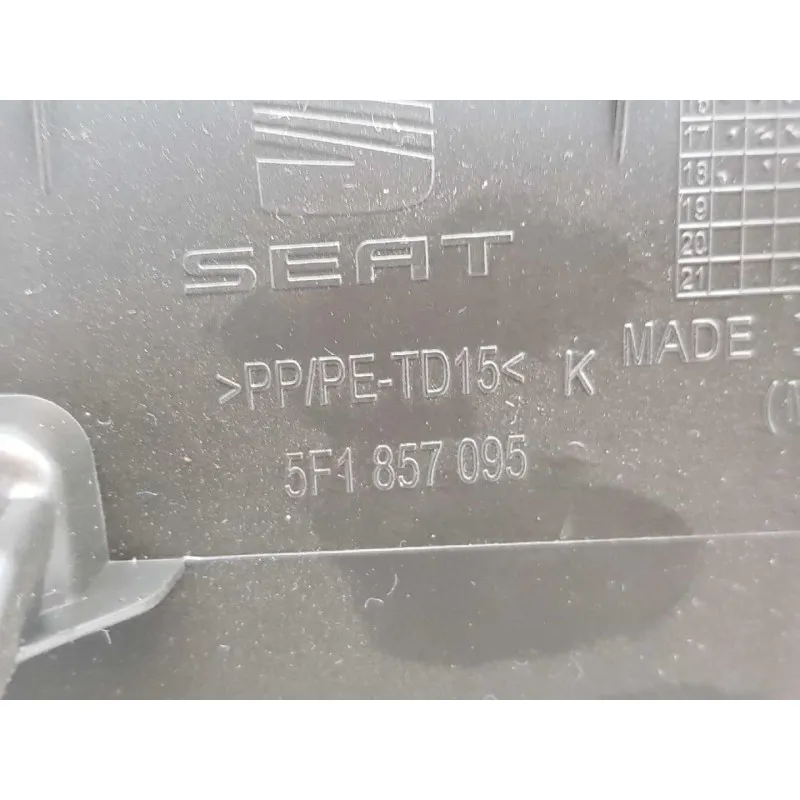 17
18
19
20
21
SEAT
MADE
>PP/PE-TD15<
K
5F1 857 095